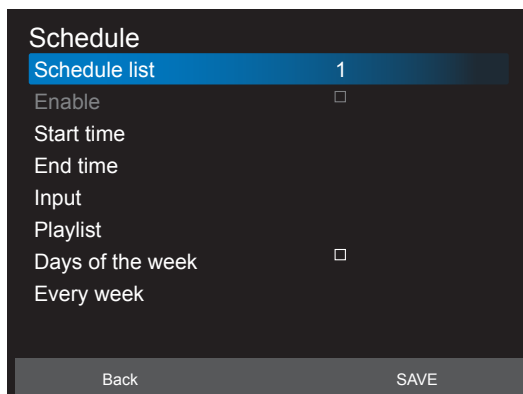 Schedule
Schedule list 1
Enable
Start time
End time
Input
Playlist
Days of the week
Every week
Back SAVE